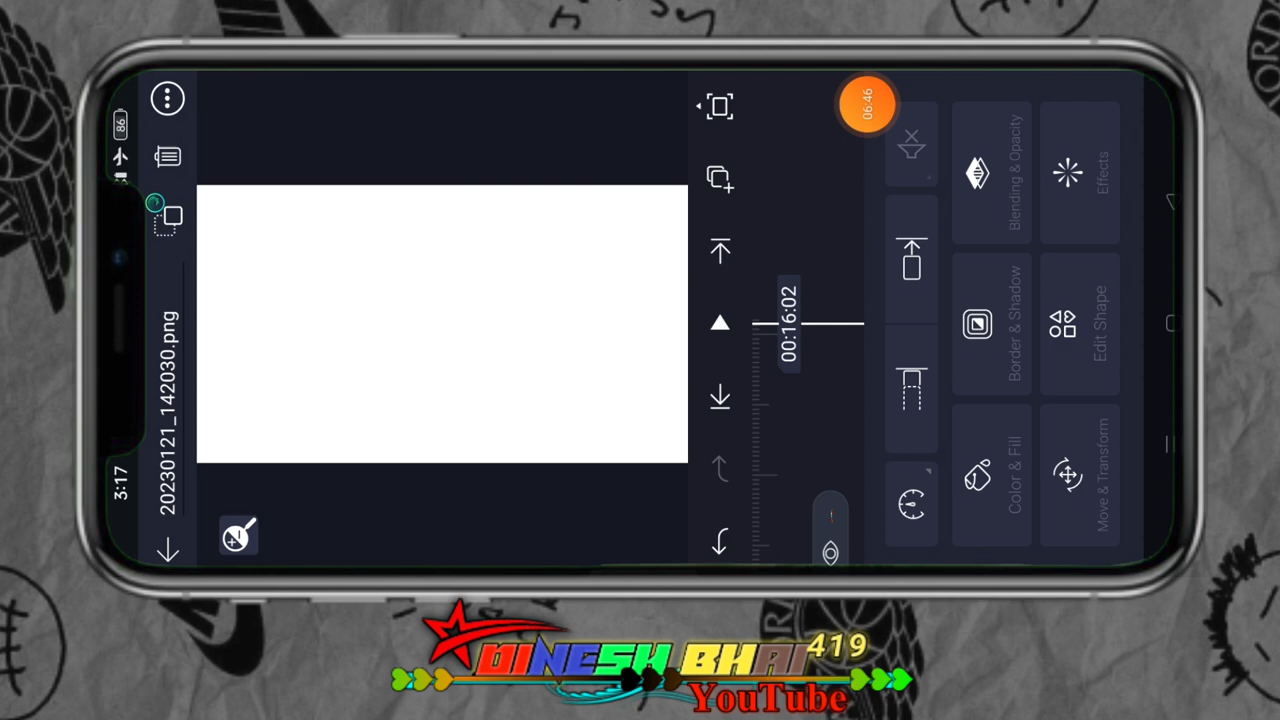 3:17
86
20230121_142030.png
06:46
00:16:02
Color & Fill
Border & Shadow
Blending & Opacity
Move & Transform
Edit Shape
Effects
DINESH BHAI 419
YouTube